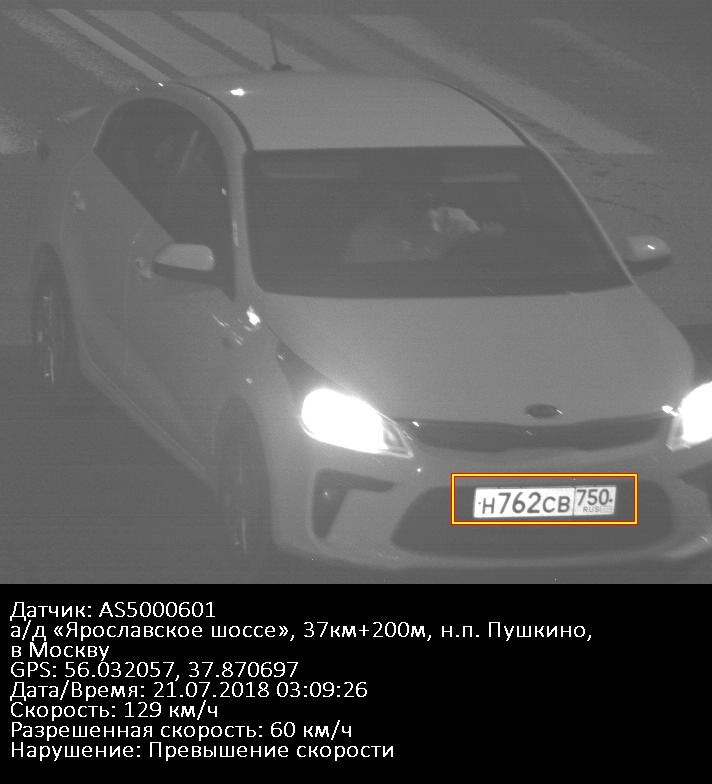 Н762СВ 750
RUS
Датчик: AS5000601
а/д «Ярославское шоссе», 37км+200м, н.п. Пушкино,
в Москву
GPS: 56.032057, 37.870697
Дата/Время: 21.07.2018 03:09:26
Скорость: 129 км/ч
Разрешенная скорость: 60 км/ч
Нарушение: Превышение скорости